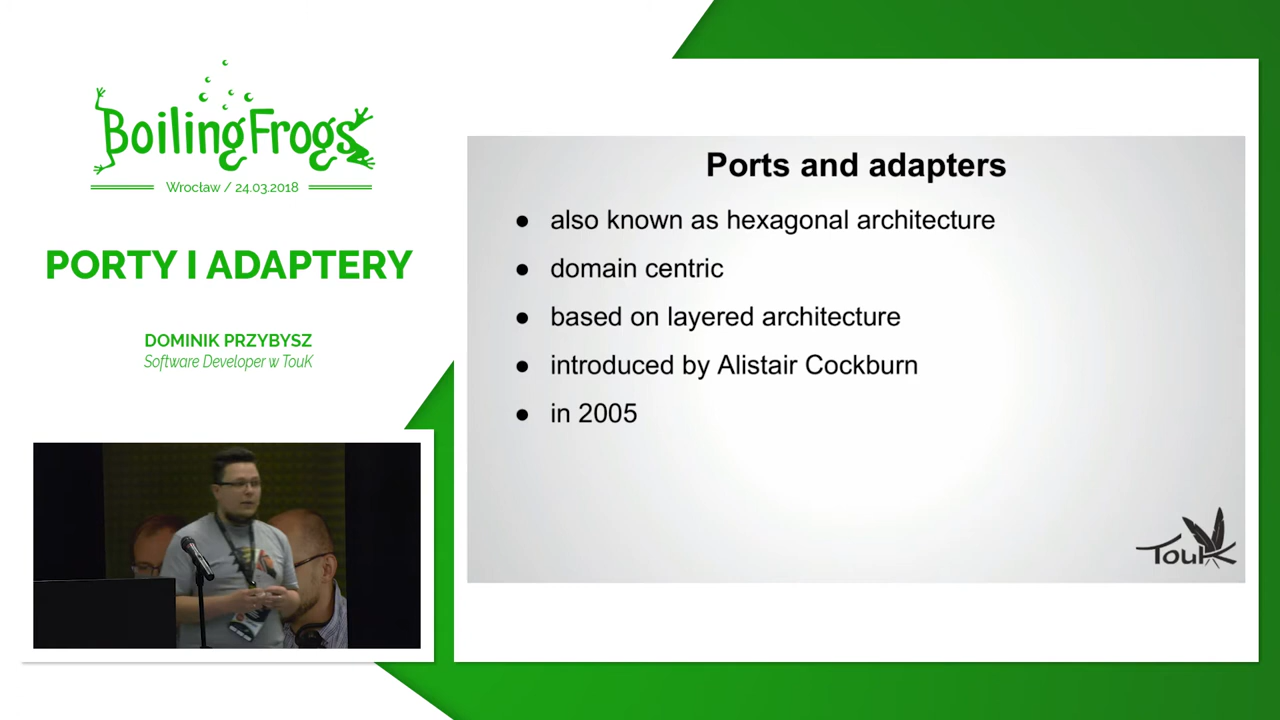 BoilingFrogs
Wrocław / 24.03.2018
PORTY I ADAPTERY
DOMINIK PRZYBYSZ
Software Developer w TouK
Ports and adapters
● also known as hexagonal architecture
● domain centric
● based on layered architecture
● introduced by Alistair Cockburn
● in 2005
TouK